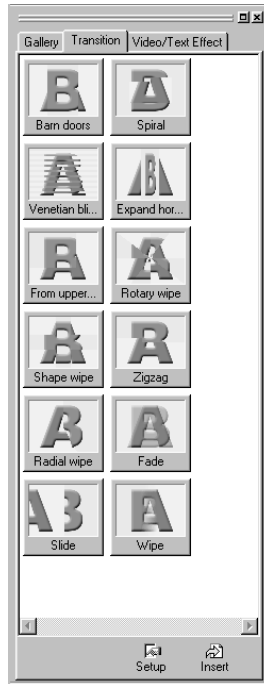 Gallery Transition Video/Text Effect
Barn doors Spiral
Venetian bli... Expand hor...
From upper... Rotary wipe
Shape wipe Zigzag
Radial wipe Fade
Slide Wipe
Setup Insert